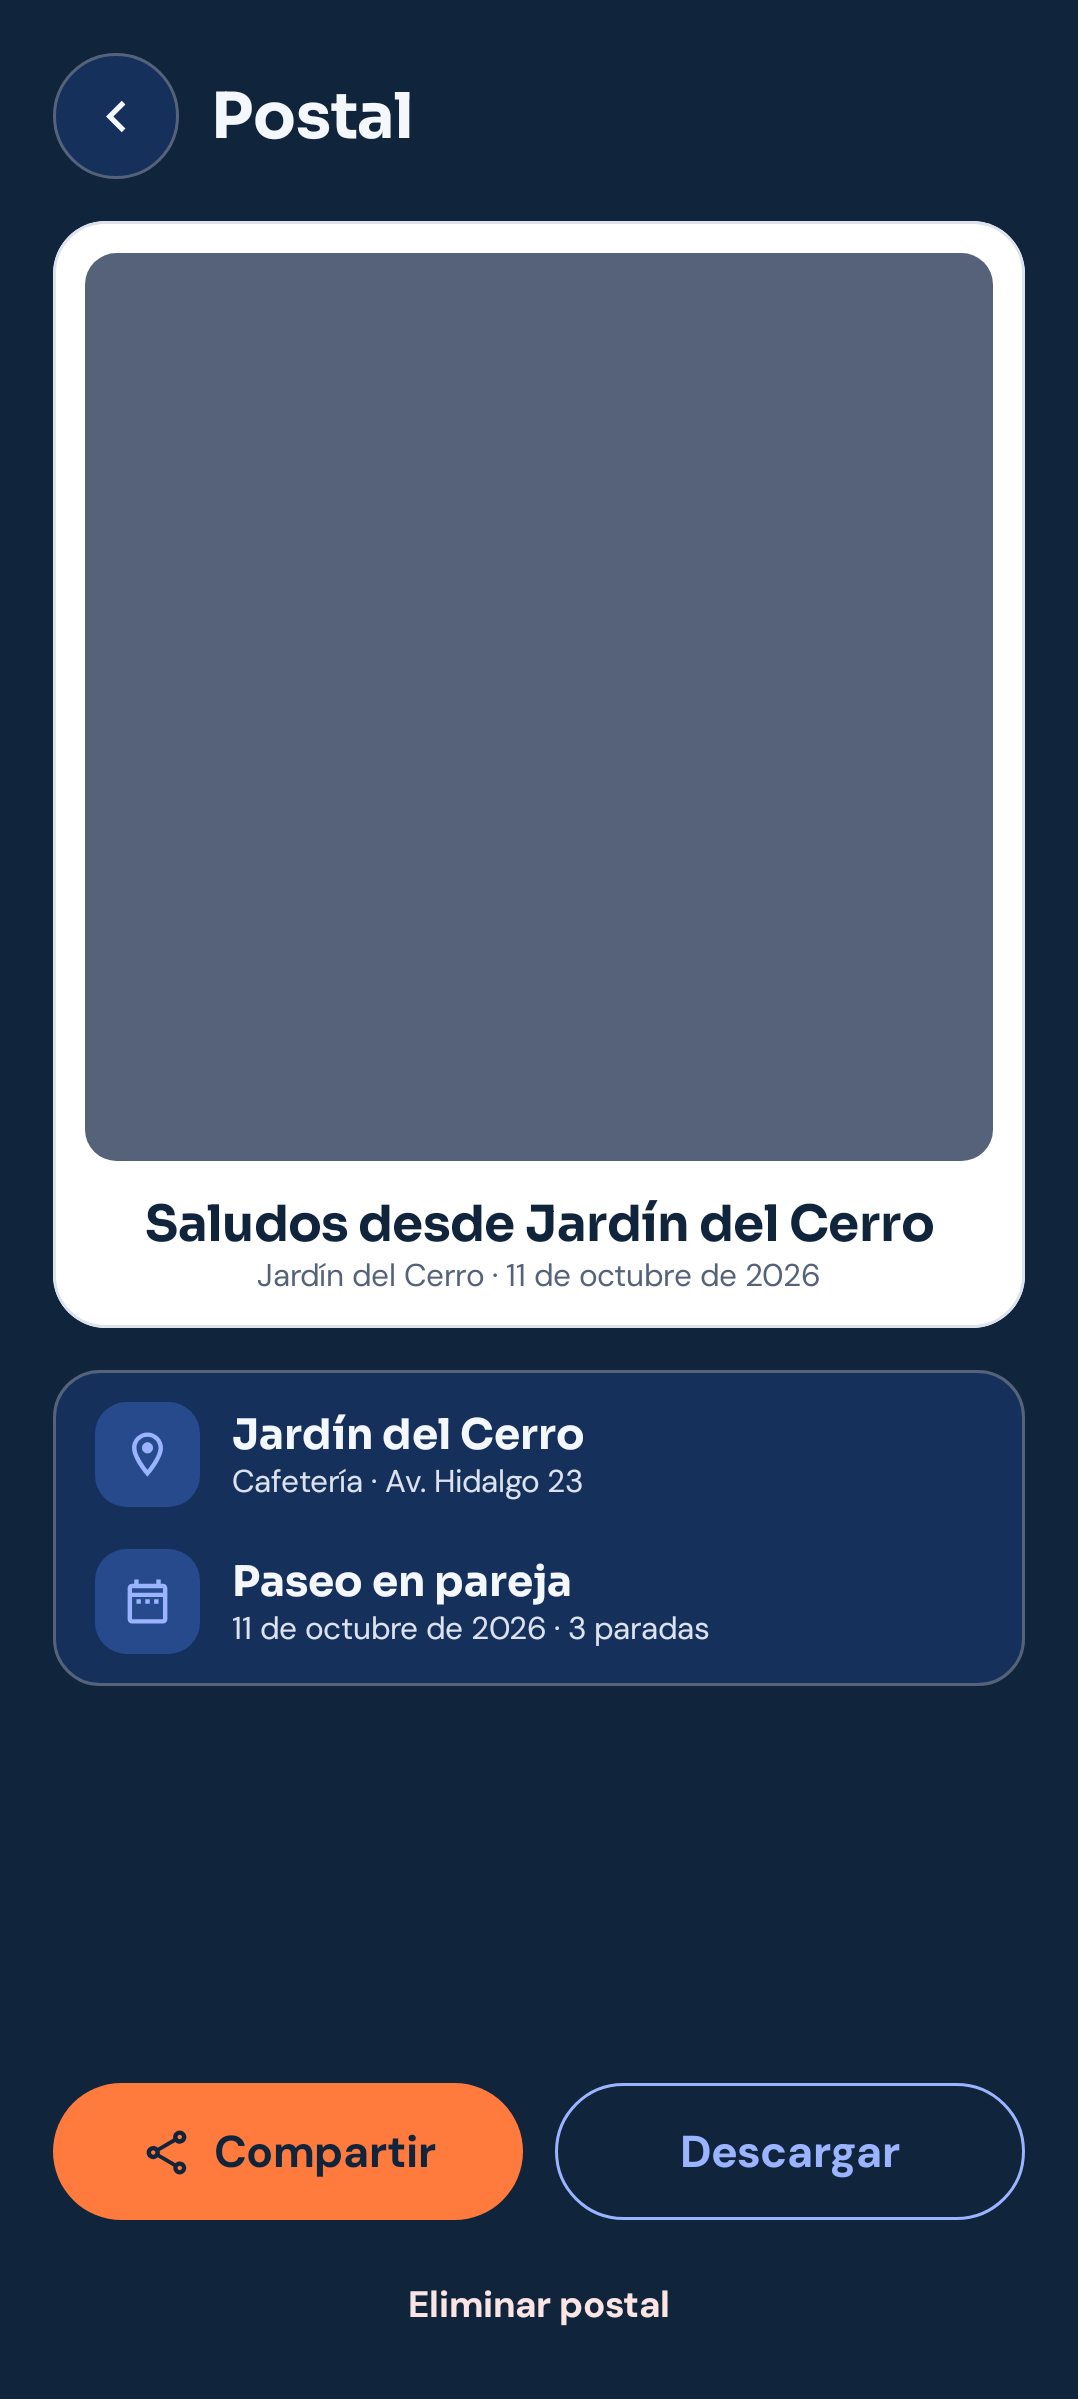 Postal
Saludos desde Jardín del Cerro
Jardín del Cerro · 11 de octubre de 2026
Jardín del Cerro
Cafetería · Av. Hidalgo 23
Paseo en pareja
11 de octubre de 2026 · 3 paradas
Compartir
Descargar
Eliminar postal